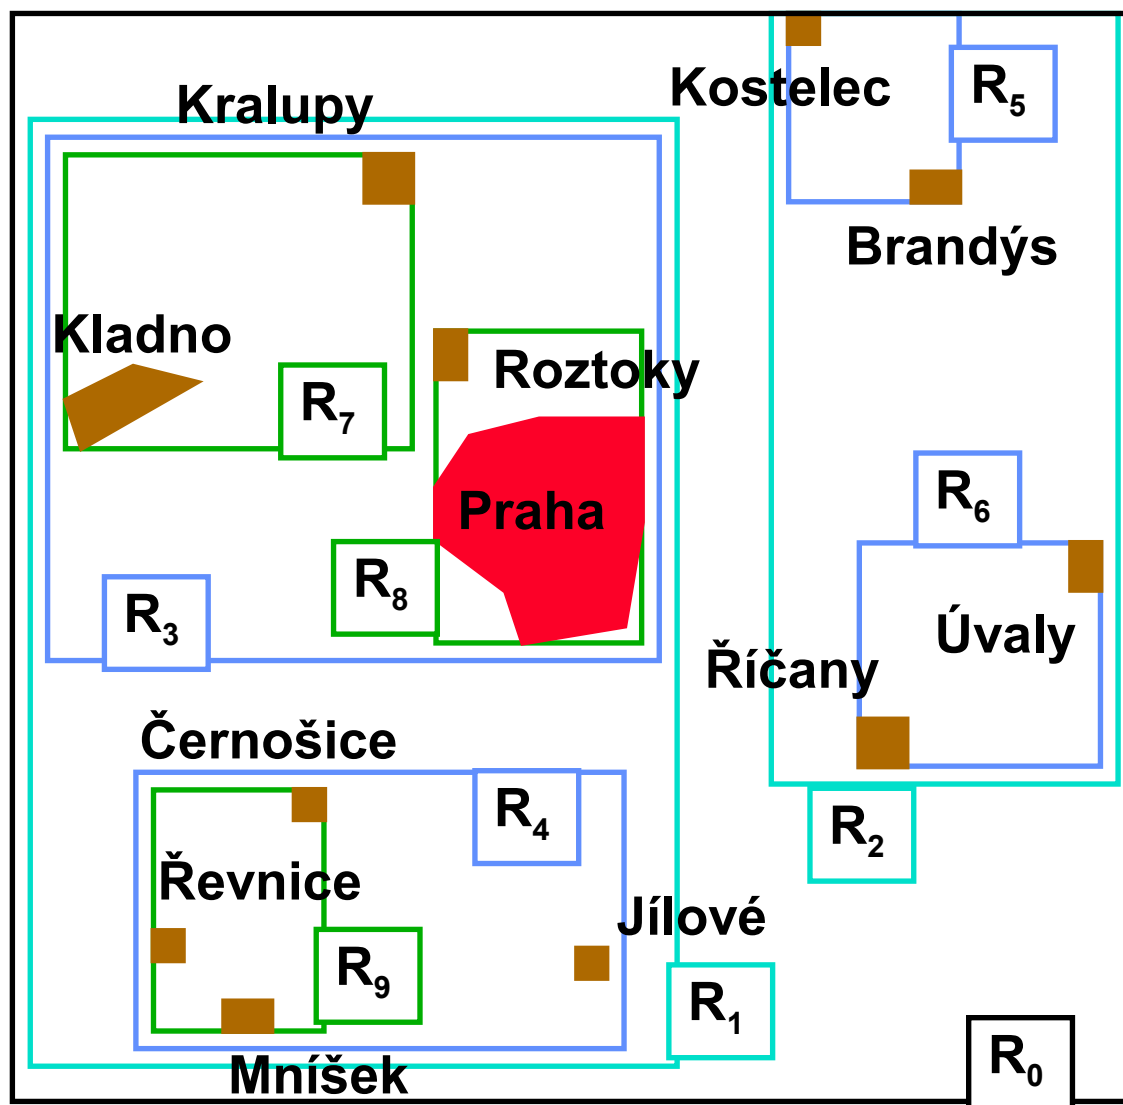 Kostelec
R5
Kralupy
Brandýs
Kladno
Roztoky
R7
R6
Praha
R8
R3
Úvaly
Říčany
Černošice
R4
R2
Řevnice
Jílové
R9
R1
R0
Mníšek